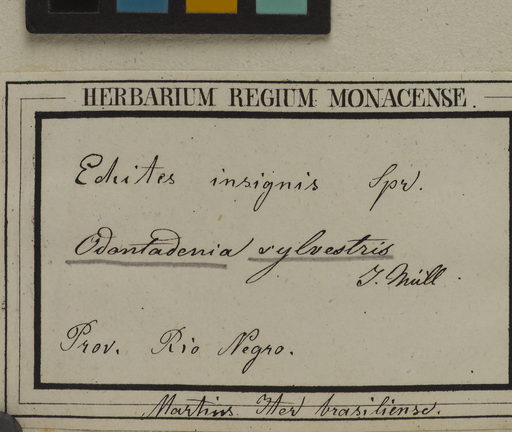 HERBARIUM REGIUM MONACENSE.
Echites insignis Spr.
Odontadenia sylvestris
J. Müll.
Prov. Rio Negro.
Martius Iter brasiliense.